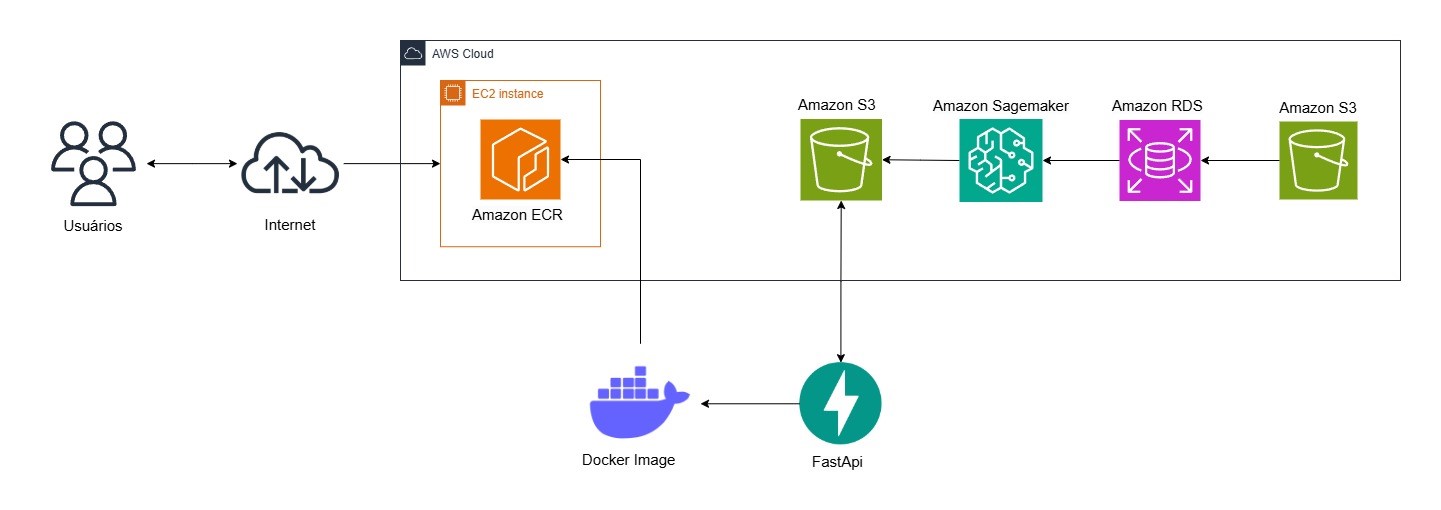 AWS Cloud
EC2 instance
Amazon S3
Amazon Sagemaker
Amazon RDS
Amazon S3
Amazon ECR
Usuários
Internet
Docker Image
FastApi